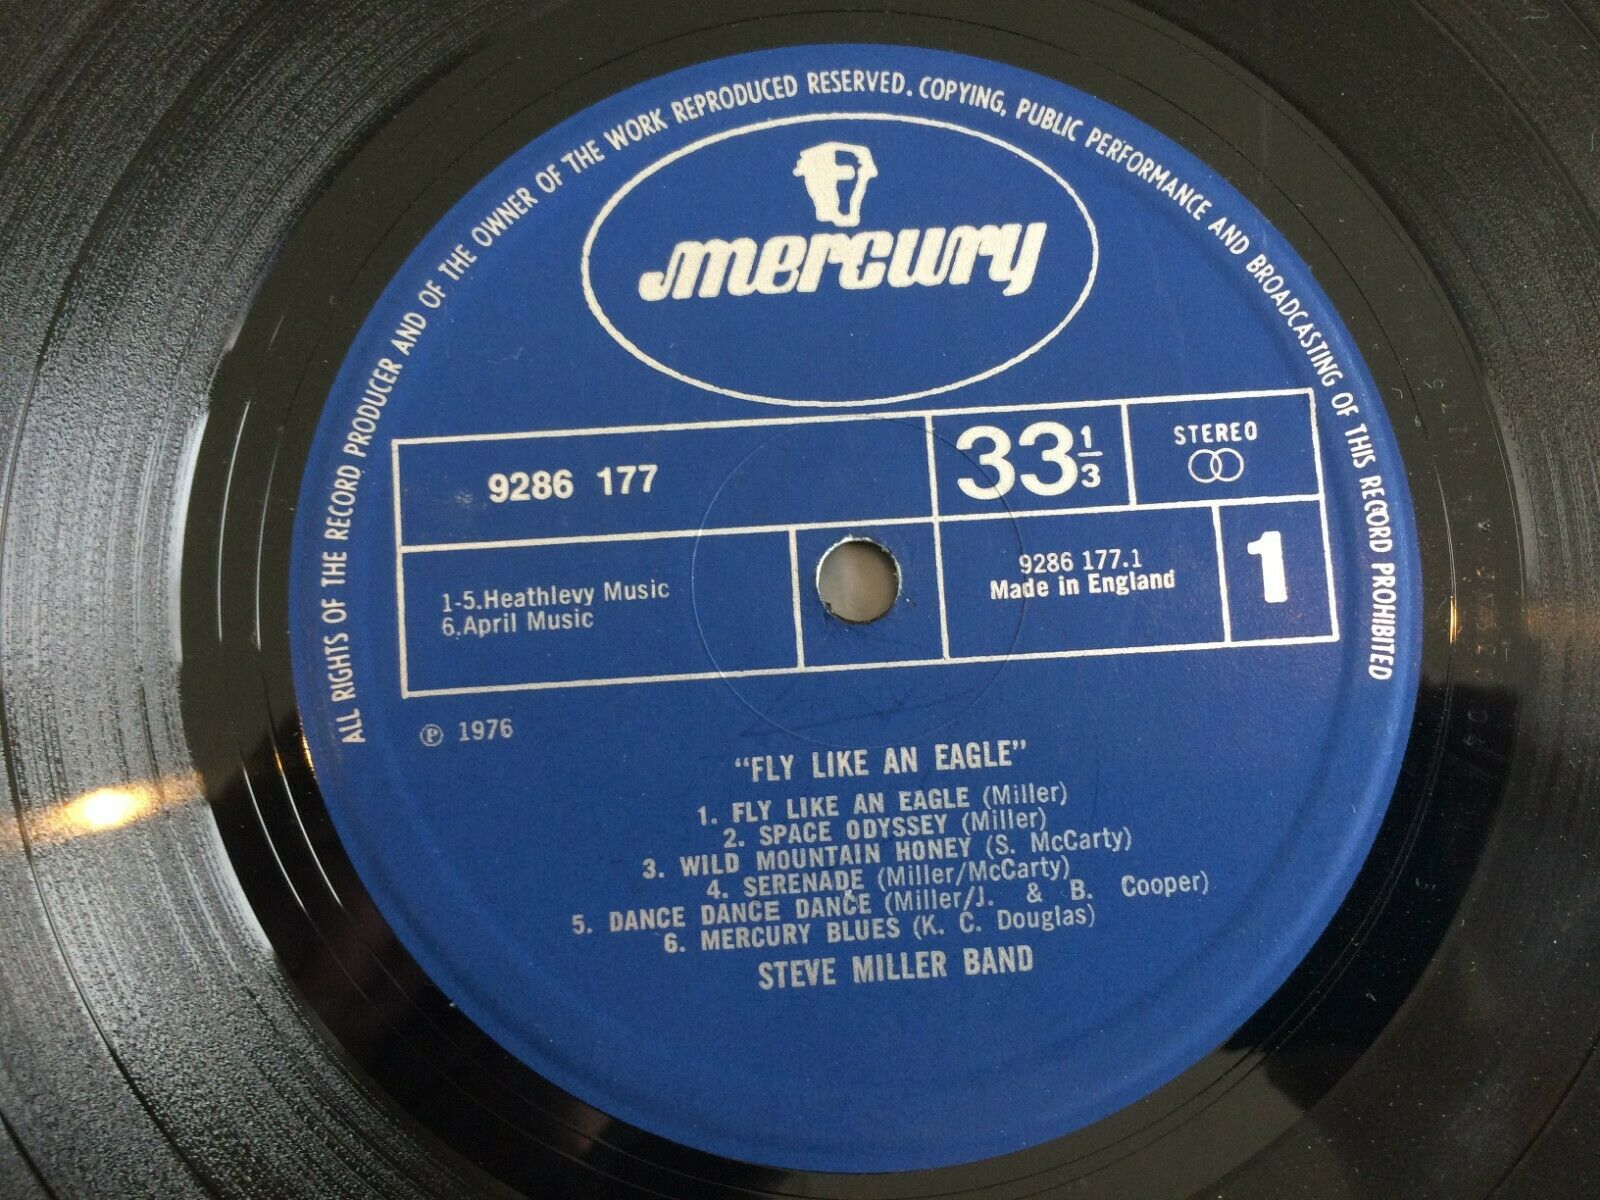 ALL RIGHTS OF THE RECORD PRODUCER AND OF THE OWNER OF THE WORK REPRODUCED RESERVED. COPYING, PUBLIC PERFORMANCE AND BROADCASTING OF THIS RECORD PROHIBITED
mercury
9286 177
33 1/3
STEREO
1-5.Heathlevy Music
6.April Music
9286 177.1
Made in England
1
℗ 1976
"FLY LIKE AN EAGLE"
1. FLY LIKE AN EAGLE (Miller)
2. SPACE ODYSSEY (Miller)
3. WILD MOUNTAIN HONEY (S. McCarty)
4. SERENADE (Miller/McCarty)
5. DANCE DANCE DANCE (Miller/J. & B. Cooper)
6. MERCURY BLUES (K. C. Douglas)
STEVE MILLER BAND